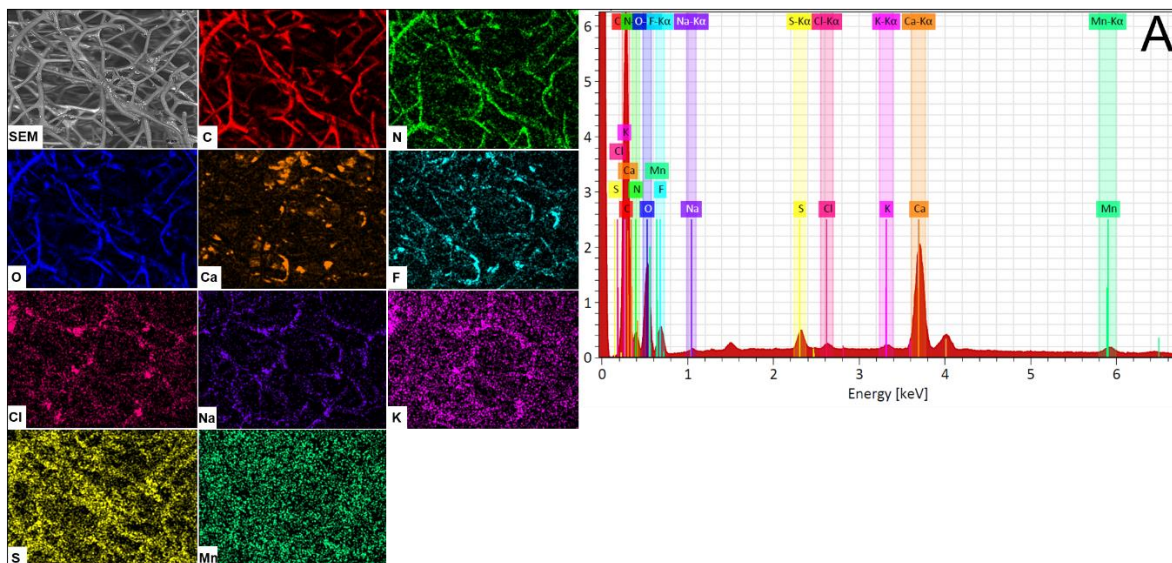 SEM
C
N
O
Ca
F
Cl
Na
K
S
Mn
A
C N O- F-Kα Na-Kα S-Kα Cl-Kα K-Kα Ca-Kα Mn-Kα
K
Cl
Ca Mn
S N F
C O Na S Cl K Ca Mn
6
5
4
3
2
1
0
0 1 2 3 4 5 6
Energy [keV]